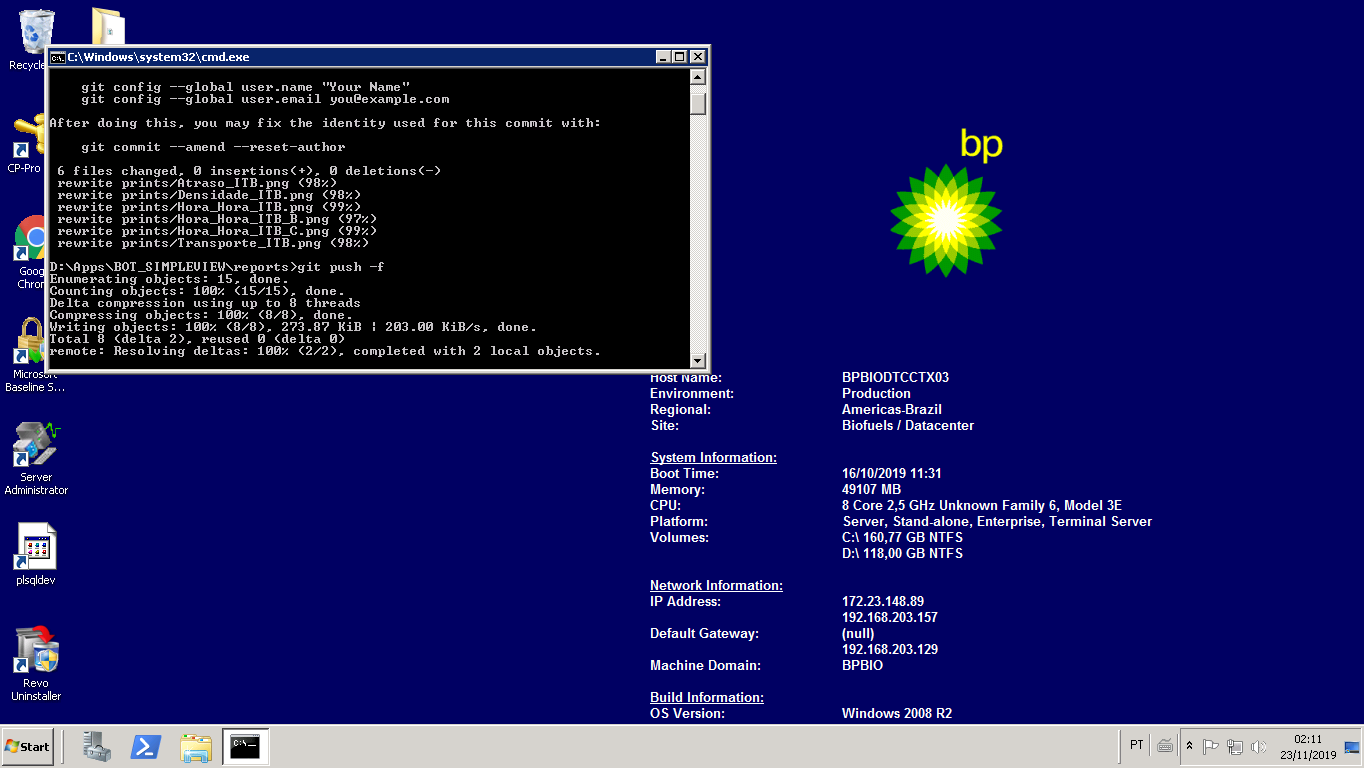 Recycle
CP-Pro
Goog
Chron
Microsoft
Baseline S...
Server
Administrator
plsqldev
Revo
Uninstaller
C:\Windows\system32\cmd.exe
git config --global user.name "Your Name"
git config --global user.email you@example.com
After doing this, you may fix the identity used for this commit with:
git commit --amend --reset-author
6 files changed, 0 insertions(+), 0 deletions(-)
rewrite prints/Atraso_ITB.png (98%)
rewrite prints/Densidade_ITB.png (98%)
rewrite prints/Hora_Hora_ITB.png (99%)
rewrite prints/Hora_Hora_ITB_B.png (97%)
rewrite prints/Hora_Hora_ITB_C.png (99%)
rewrite prints/Transporte_ITB.png (98%)
D:\Apps\BOT_SIMPLEVIEW\reports>git push -f
Enumerating objects: 15, done.
Counting objects: 100% (15/15), done.
Delta compression using up to 8 threads
Compressing objects: 100% (8/8), done.
Writing objects: 100% (8/8), 273.87 KiB | 203.00 KiB/s, done.
Total 8 (delta 2), reused 0 (delta 0)
remote: Resolving deltas: 100% (2/2), completed with 2 local objects.
bp
Host Name: BPBIODTCCTX03
Environment: Production
Regional: Americas-Brazil
Site: Biofuels / Datacenter
System Information:
Boot Time: 16/10/2019 11:31
Memory: 49107 MB
CPU: 8 Core 2,5 GHz Unknown Family 6, Model 3E
Platform: Server, Stand-alone, Enterprise, Terminal Server
Volumes: C:\ 160,77 GB NTFS
D:\ 118,00 GB NTFS
Network Information:
IP Address: 172.23.148.89
192.168.203.157
Default Gateway: (null)
192.168.203.129
Machine Domain: BPBIO
Build Information:
OS Version: Windows 2008 R2
Start
C:\_
PT
02:11
23/11/2019